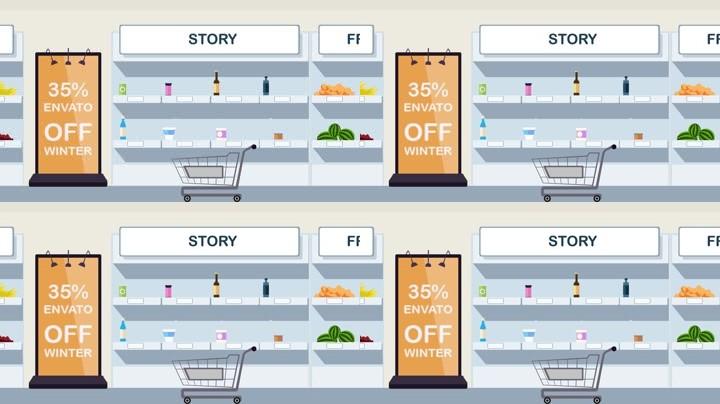 STORY
35%
ENVATO
OFF
WINTER
STORY
35%
ENVATO
OFF
WINTER
STORY
35%
ENVATO
OFF
WINTER
STORY
35%
ENVATO
OFF
WINTER